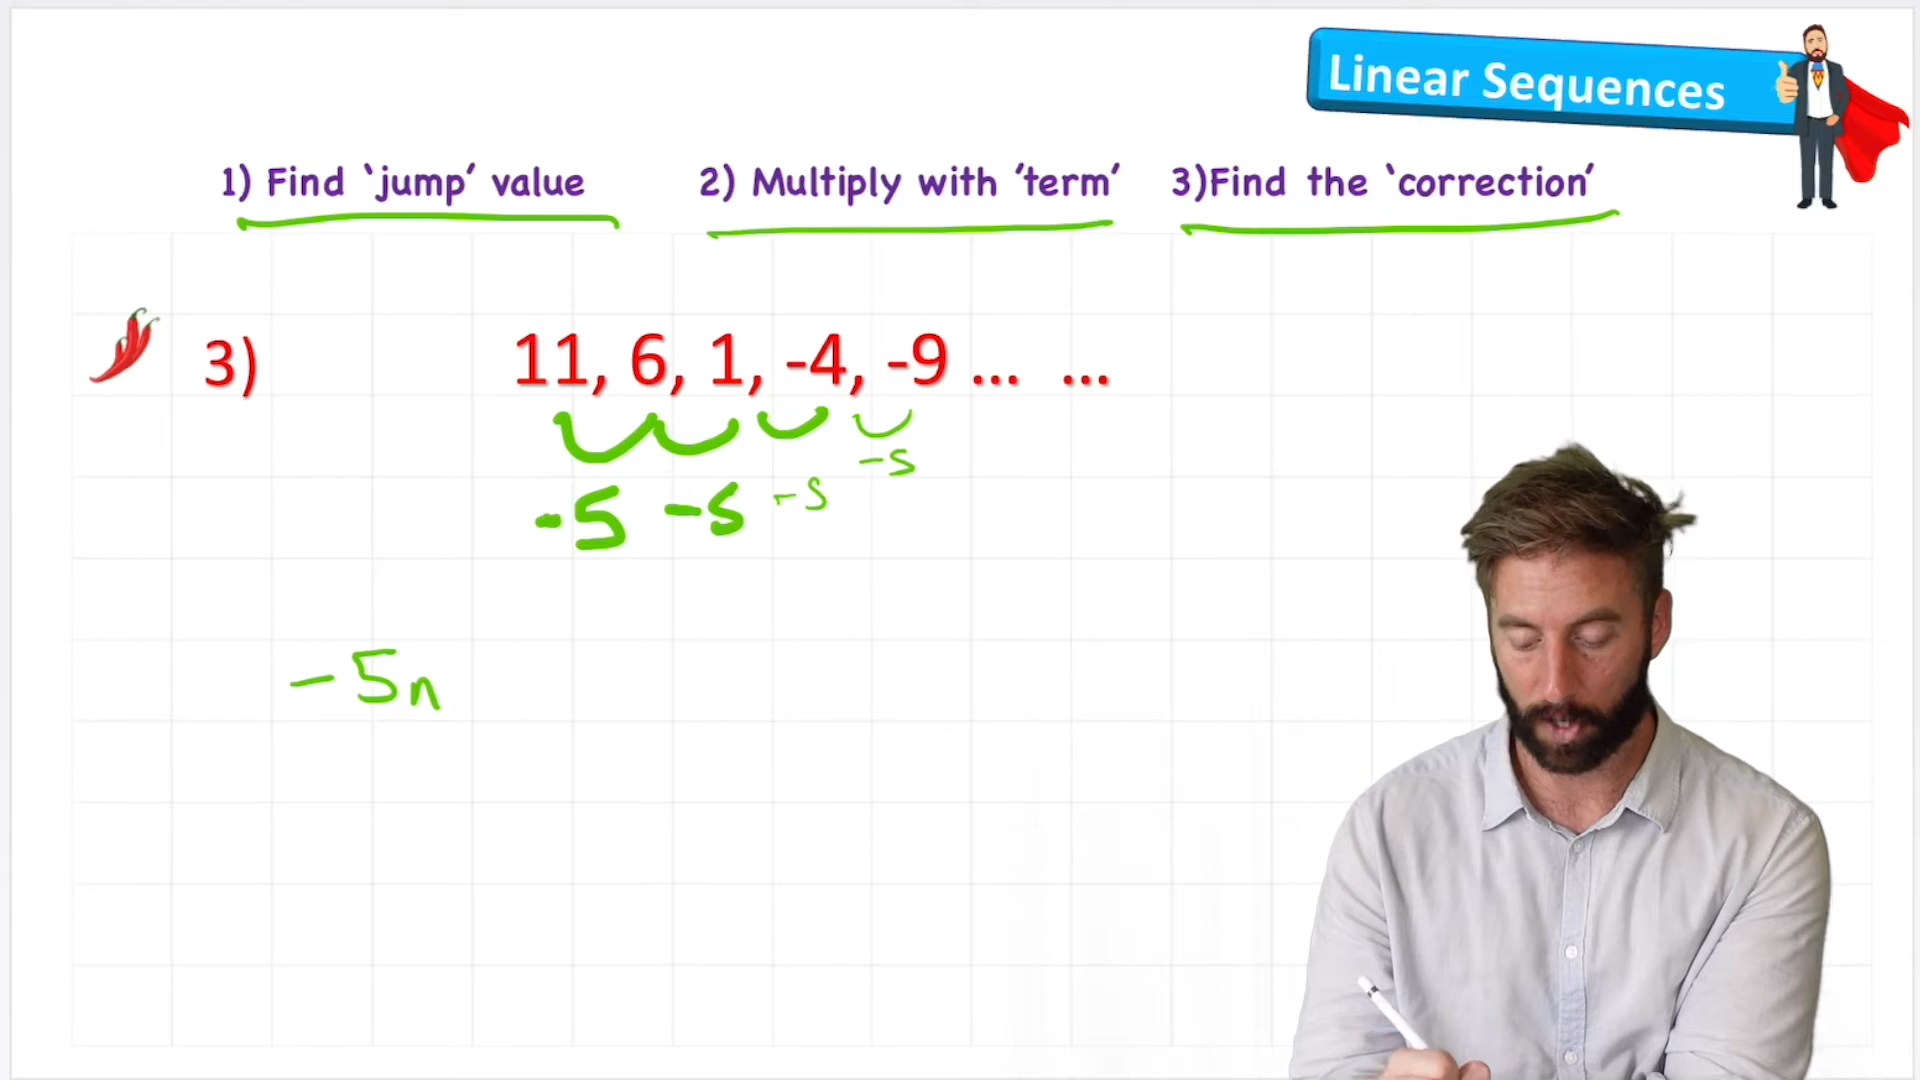 Linear Sequences
1) Find ‘jump’ value 2) Multiply with ‘term’ 3)Find the ‘correction’
3) 11, 6, 1, -4, -9 ... ...
-5 -5 -5 -5
-5n